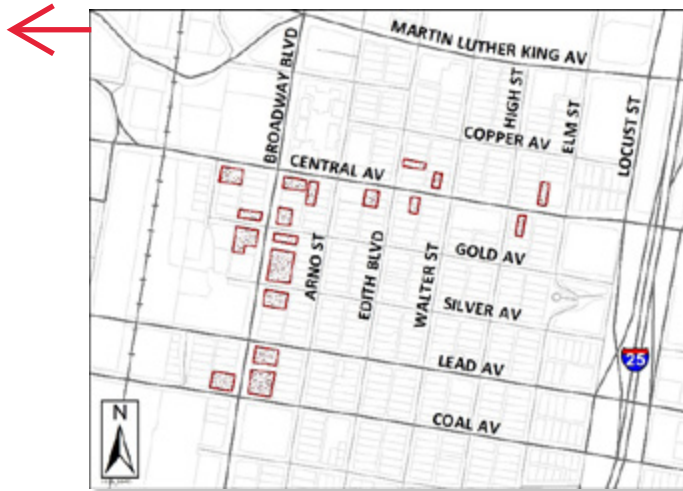 MARTIN LUTHER KING AV
BROADWAY BLVD
HIGH ST
ELM ST
LOCUST ST
COPPER AV
CENTRAL AV
ARNO ST
EDITH BLVD
WALTER ST
GOLD AV
SILVER AV
25
LEAD AV
COAL AV
N